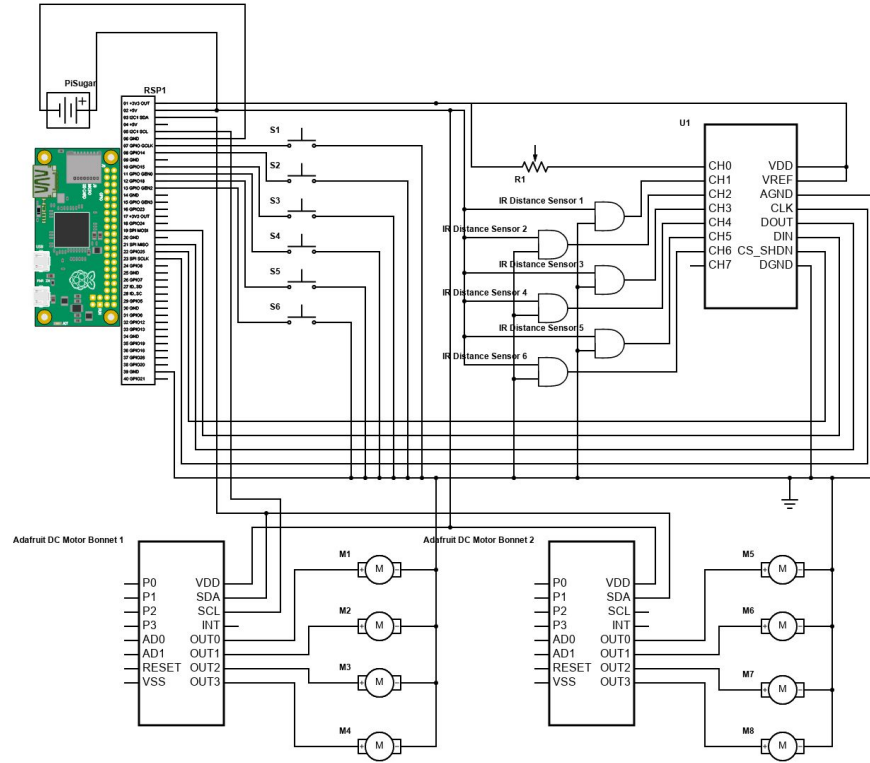 PiSugar
RSP1
01 +3V3 OUT
02 +5V
03 I2C1 SDA
04 +5V
05 I2C1 SCL
06 GND
07 GPIO GCLK
08 GPIO14
09 GND
10 GPIO15
11 GPIO GEN0
12 GPIO18
13 GPIO GEN2
14 GND
15 GPIO GEN3
16 GPIO23
17 +3V3 OUT
18 GPIO24
19 SPI MOSI
20 GND
21 SPI MISO
22 GPIO25
23 SPI SCLK
24 GPIO8
25 GND
26 GPIO7
27 ID_SD
28 ID_SC
29 GPIO5
30 GND
31 GPIO6
32 GPIO12
33 GPIO13
34 GND
35 GPIO19
36 GPIO16
37 GPIO26
38 GPIO20
39 GND
40 GPIO21
S1
S2
S3
S4
S5
S6
R1
IR Distance Sensor 1
IR Distance Sensor 2
IR Distance Sensor 3
IR Distance Sensor 4
IR Distance Sensor 5
IR Distance Sensor 6
U1
CH0 VDD
CH1 VREF
CH2 AGND
CH3 CLK
CH4 DOUT
CH5 DIN
CH6 CS_SHDN
CH7 DGND
Adafruit DC Motor Bonnet 1
P0 VDD
P1 SDA
P2 SCL
P3 INT
AD0 OUT0
AD1 OUT1
RESET OUT2
VSS OUT3
M1
+ M -
M2
+ M -
M3
+ M -
M4
+ M -
Adafruit DC Motor Bonnet 2
P0 VDD
P1 SDA
P2 SCL
P3 INT
AD0 OUT0
AD1 OUT1
RESET OUT2
VSS OUT3
M5
+ M -
M6
+ M -
M7
+ M -
M8
+ M -